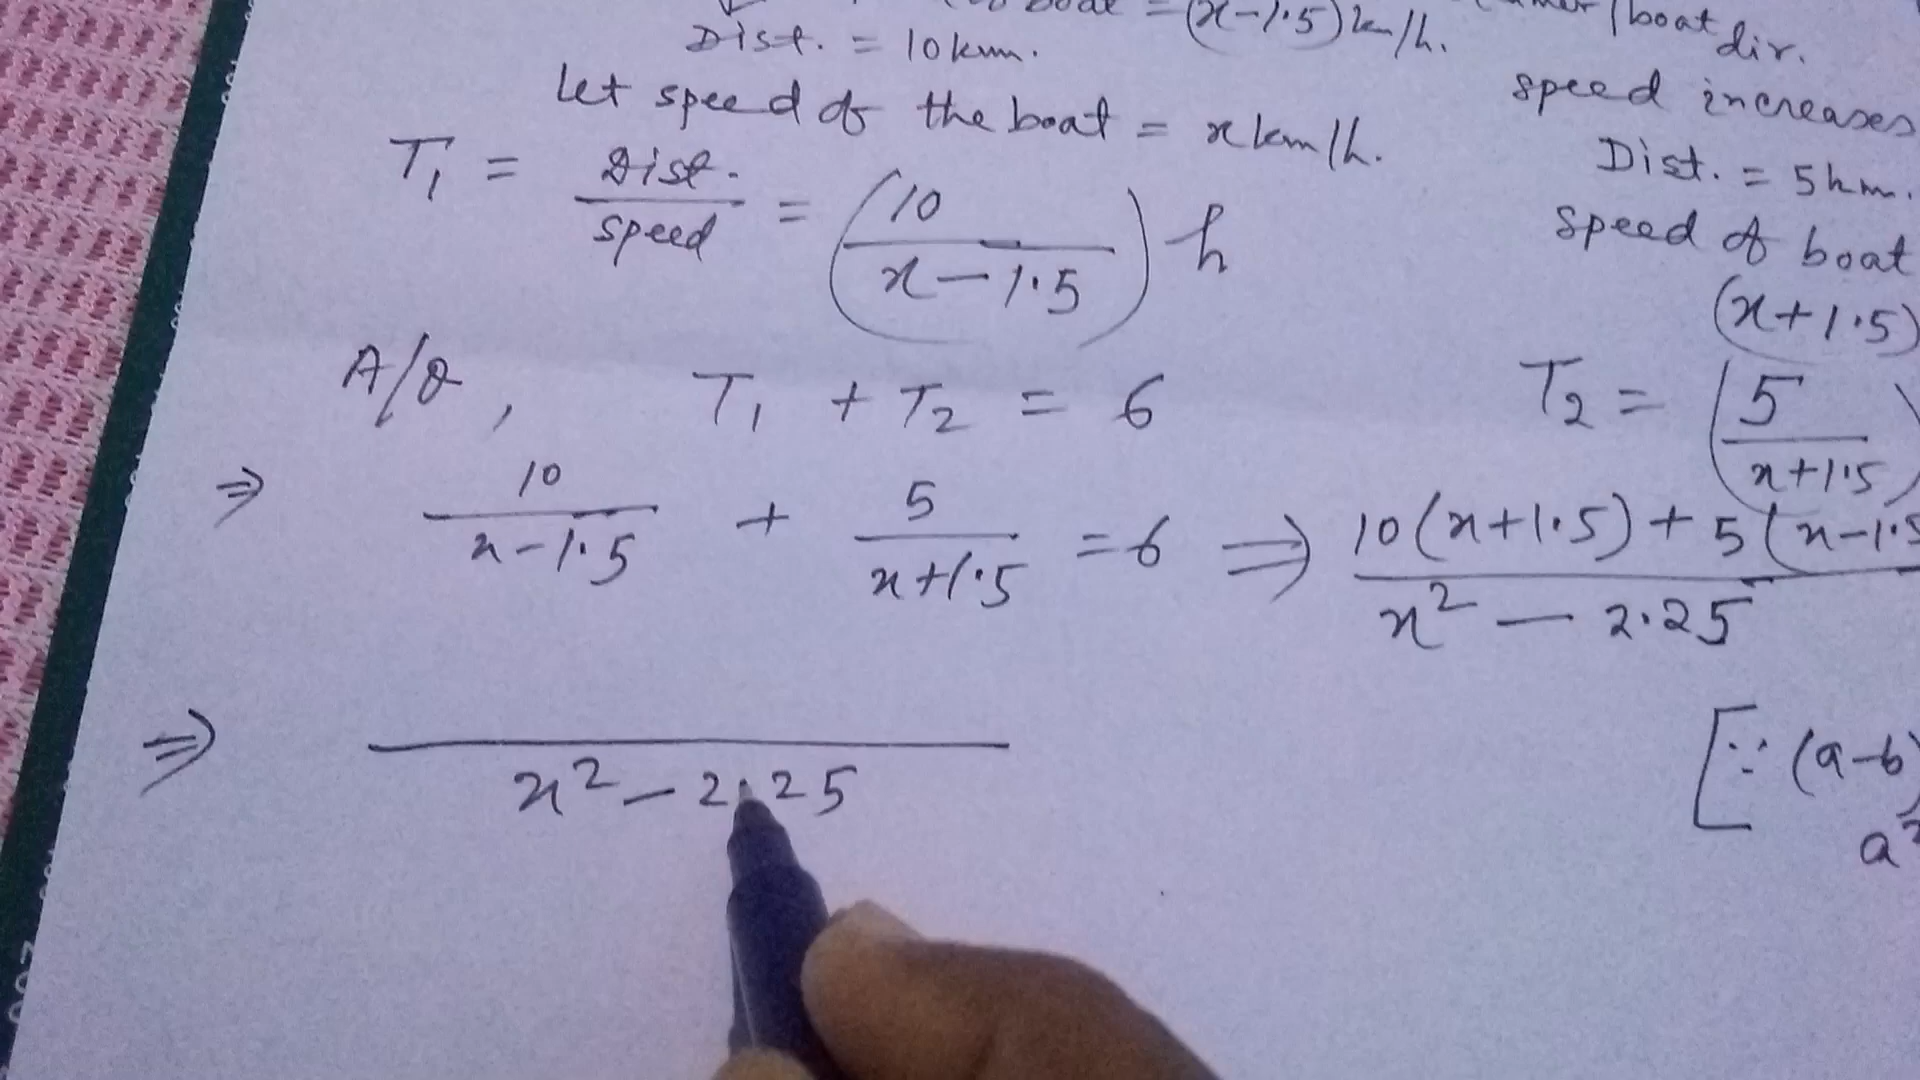 boat = (x-1.5) km/h.
Dist. = 10 km.
boat dir.
Let speed of the boat = x km/h.
speed increases
Dist. = 5 km.
T₁ = Dist. / speed = (10 / x-1.5) h
speed of boat
(x+1.5)
A/Q, T₁ + T₂ = 6
T₂ = (5 / x+1.5)
⇒ 10 / x-1.5 + 5 / x+1.5 = 6 ⇒ 10(x+1.5) + 5(x-1.5 / x² - 2.25
⇒ x² - 2.25
[∵ (a-b)
a²